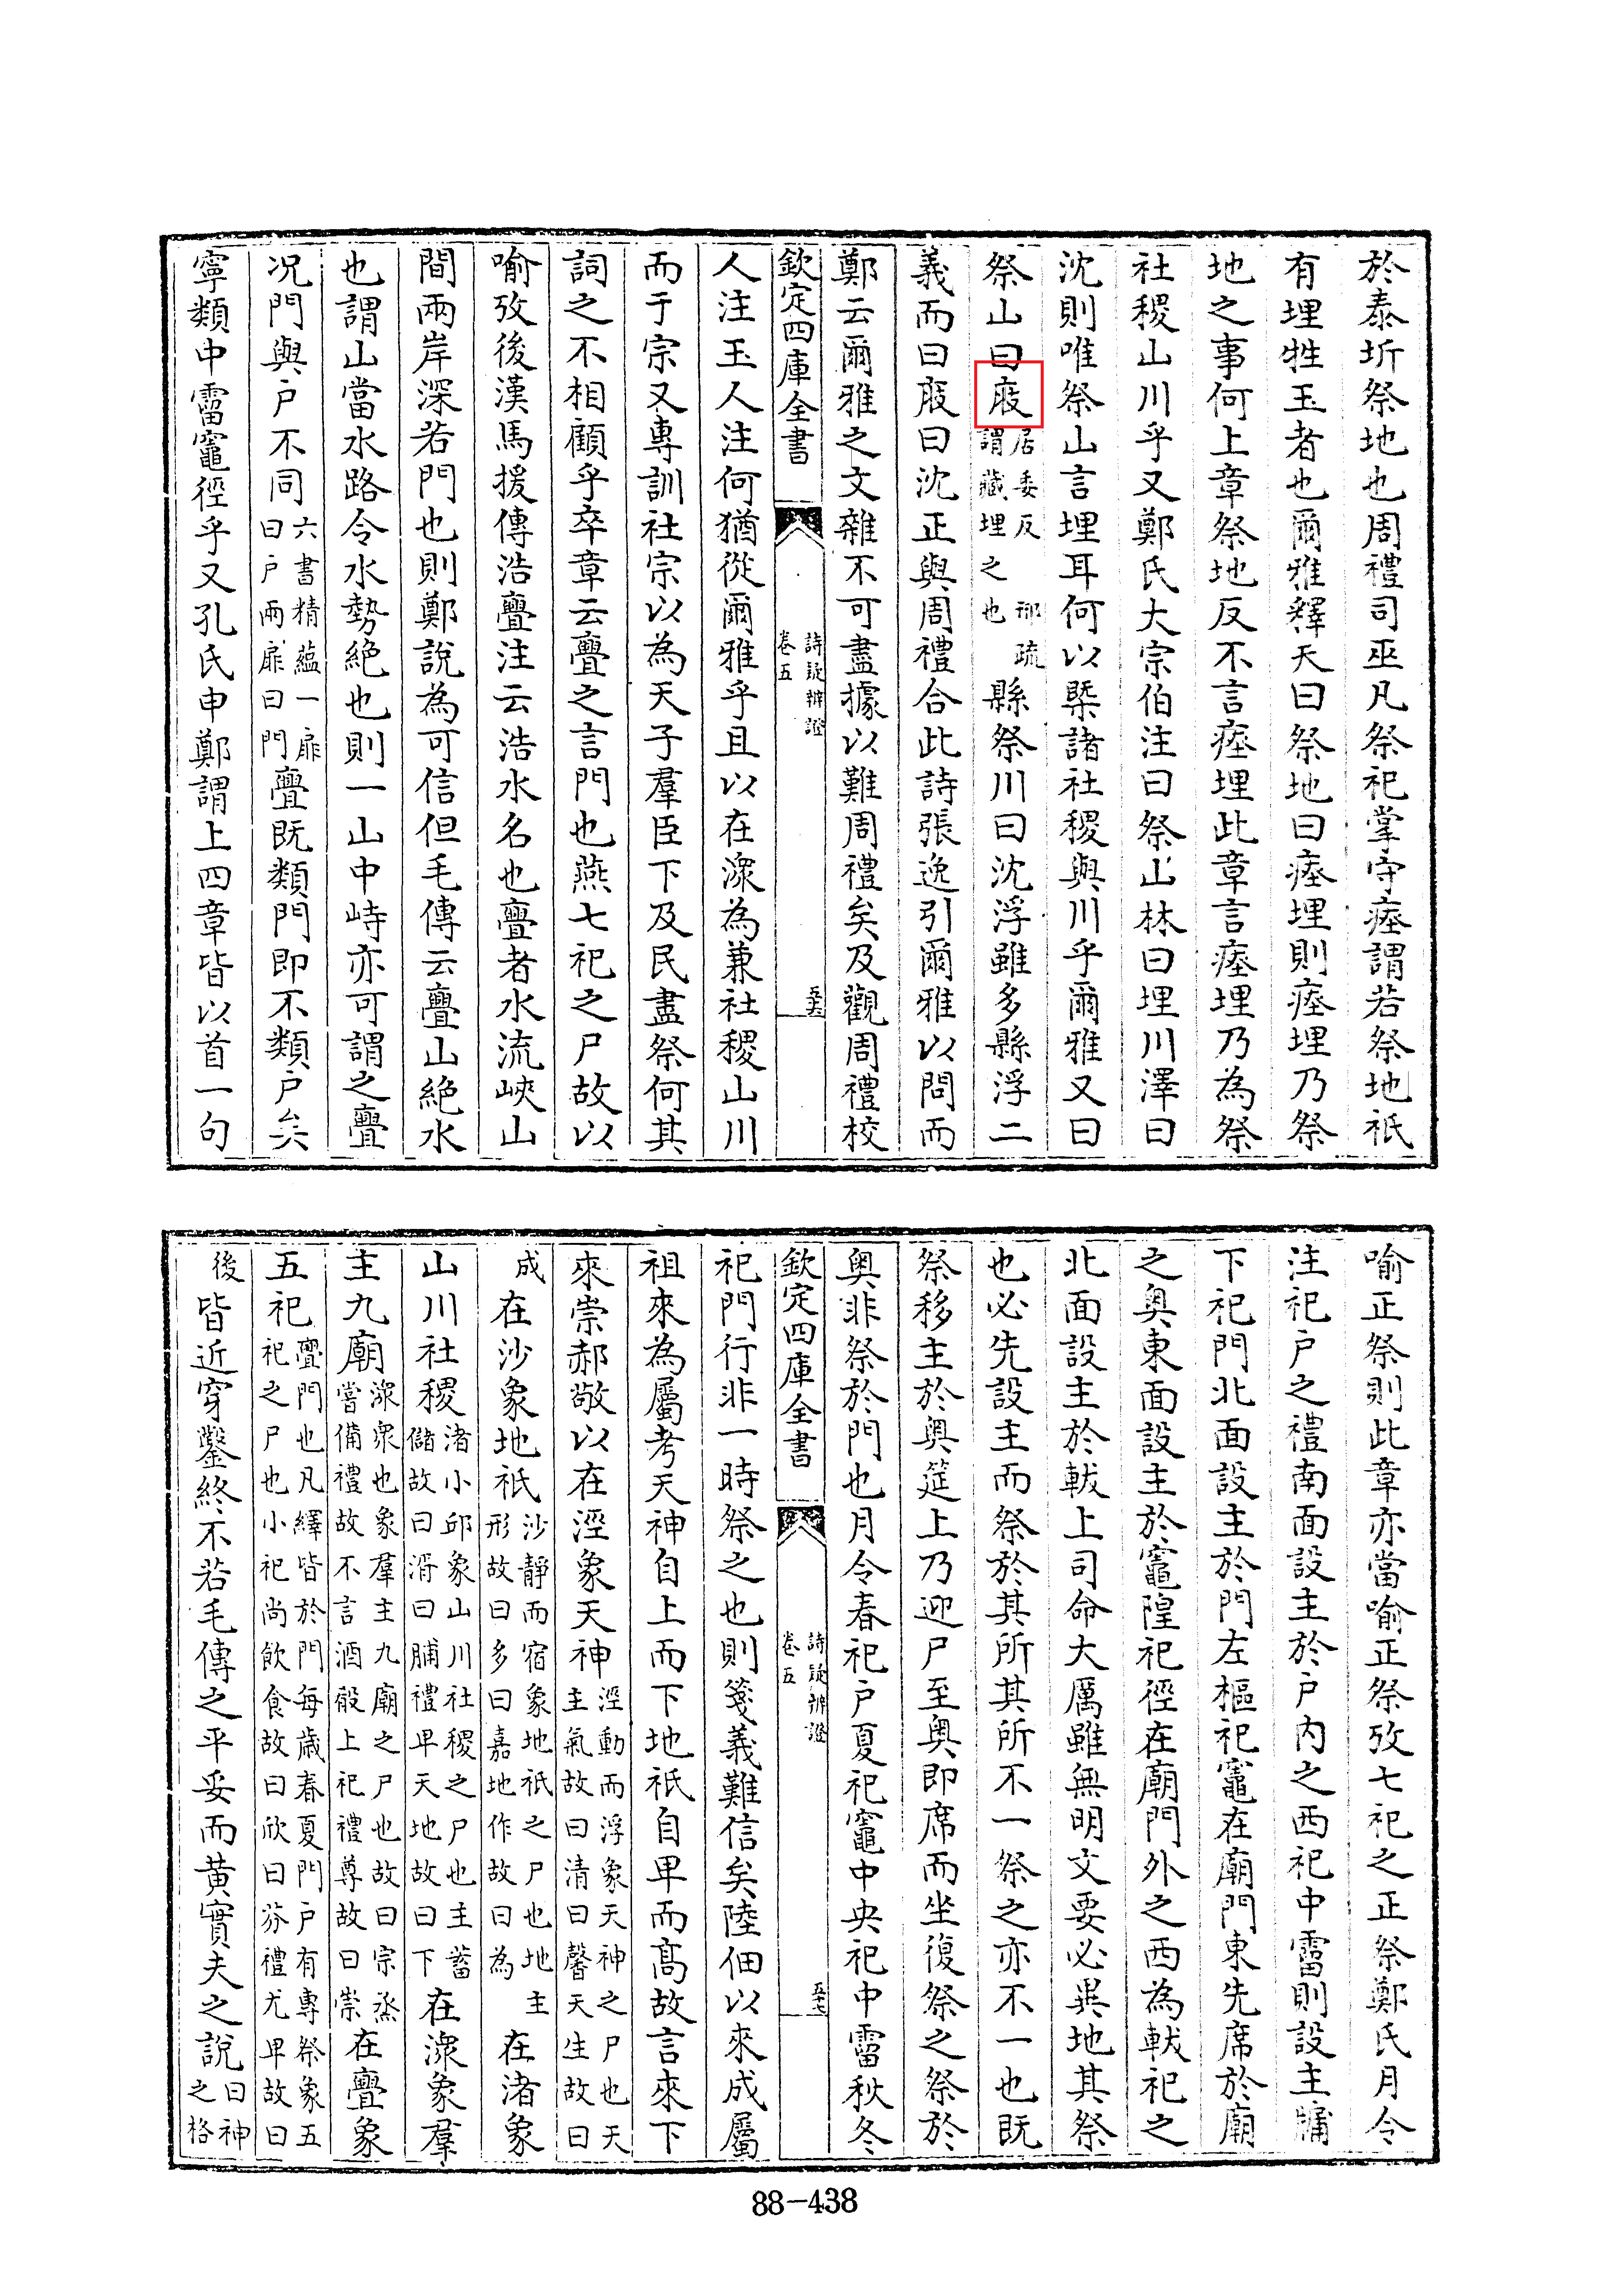 於泰圻祭地也周禮司巫凡祭祀掌守瘞謂若祭地祇
有埋牲玉者也爾雅釋天曰祭地曰瘞埋則瘞埋乃祭
地之事何上章祭地反不言瘞埋此章言瘞埋乃為祭
社稷山川乎又鄭氏大宗伯注曰祭山林曰埋川澤曰
沈則唯祭山言埋耳何以槩諸社稷與川乎爾雅又曰
祭山曰庪居委反謂藏埋之也邢疏縣祭川曰沈浮雖多縣浮二
義而曰庪曰沈正與周禮合此詩張逸引爾雅以問而
鄭云爾雅之文雜不可盡據以難周禮矣及觀周禮校
欽定四庫全書
詩疑辨證
卷五
五十六
人注玉人注何猶從爾雅乎且以在潨為兼社稷山川
而于宗又專訓社宗以為天子羣臣下及民盡祭何其
詞之不相顧乎卒章云亹之言門也燕七祀之尸故以
喻攷後漢馬援傳浩亹注云浩水名也亹者水流峽山
間兩岸深若門也則鄭說為可信但毛傳云亹山絶水
也謂山當水路令水勢絶也則一山中峙亦可謂之亹
况門與户不同六書精蘊一扉曰户兩扉曰門亹既類門即不類户矣
寧類中霤竈徑乎又孔氏申鄭謂上四章皆以首一句
喻正祭則此章亦當喻正祭攷七祀之正祭鄭氏月令
注祀户之禮南面設主於户内之西祀中霤則設主牖
下祀門北面設主於門左樞祀竈在廟門東先席於廟
之奥東面設主於竈陘祀徑在廟門外之西為軷祀之
北面設主於軷上司命大厲雖無明文要必異地其祭
也必先設主而祭於其所其所不一祭之亦不一也既
祭移主於奥筵上乃迎尸至奥即席而坐復祭之祭於
奥非祭於門也月令春祀户夏祀竈中央祀中霤秋冬
欽定四庫全書
詩疑辨證
卷五
五十七
祀門行非一時祭之也則箋義難信矣陸佃以來成屬
祖來為屬考天神自上而下地祇自卑而高故言來下
來崇郝敬以在涇象天神涇動而浮象天神之尸也天主氣故曰清曰馨天生故曰
成在沙象地祇沙靜而宿象地祇之尸也地主形故曰多曰嘉地作故曰為在渚象
山川社稷渚小邱象山川社稷之尸也主蓄儲故曰湑曰脯禮卑天地故曰下在潨象羣
主九廟潨衆也象羣主九廟之尸也故曰宗烝嘗備禮故不言酒殽上祀禮尊故曰崇在亹象
五祀亹門也凡繹皆於門每歲春夏門户有專祭象五祀之尸也小祀尚飲食故曰欣曰芬禮尤卑故曰
後皆近穿鑿終不若毛傳之平妥而黄實夫之說曰神之格
88-438